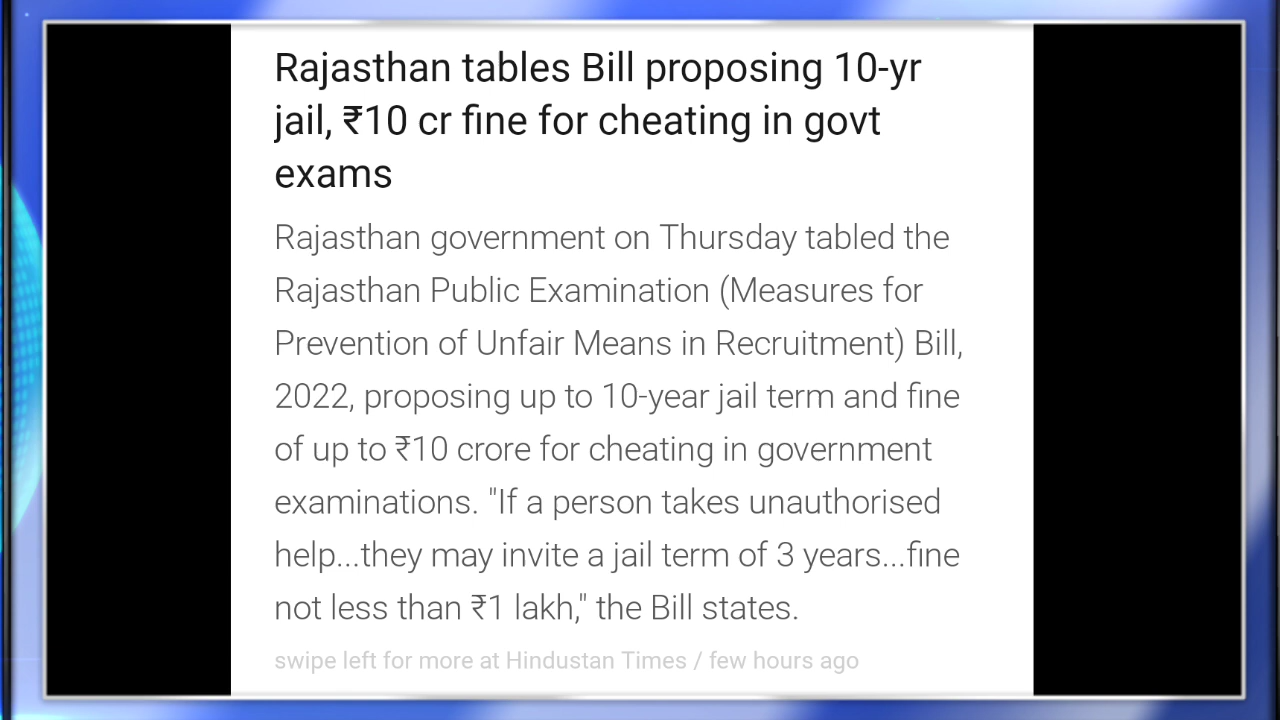 Rajasthan tables Bill proposing 10-yr
jail, ₹10 cr fine for cheating in govt
exams
Rajasthan government on Thursday tabled the
Rajasthan Public Examination (Measures for
Prevention of Unfair Means in Recruitment) Bill,
2022, proposing up to 10-year jail term and fine
of up to ₹10 crore for cheating in government
examinations. "If a person takes unauthorised
help...they may invite a jail term of 3 years...fine
not less than ₹1 lakh," the Bill states.
swipe left for more at Hindustan Times / few hours ago